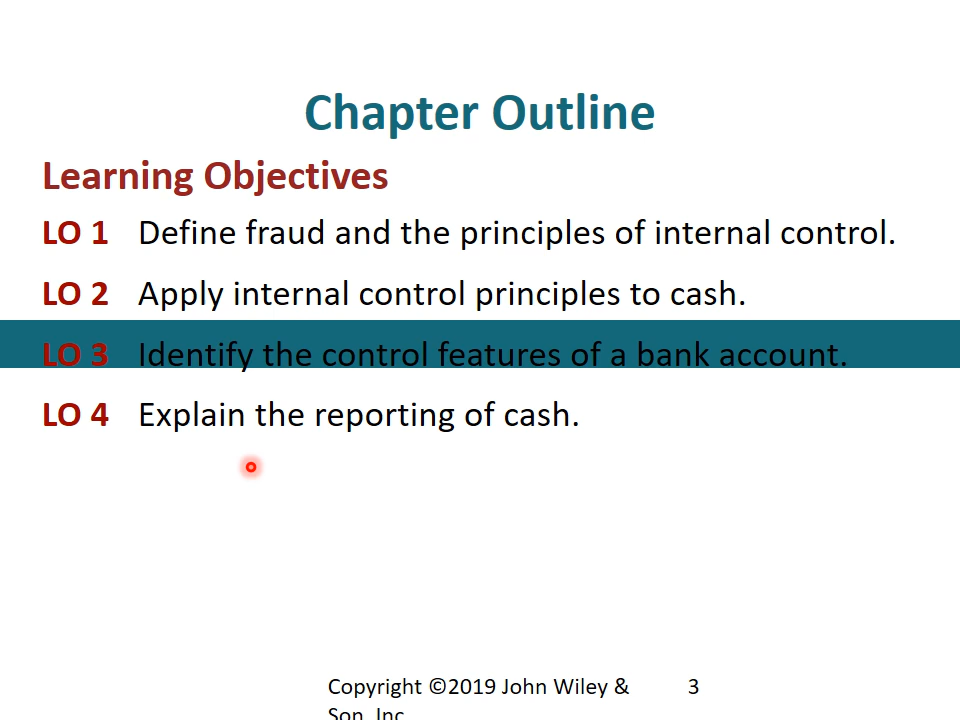 Chapter Outline
Learning Objectives
LO 1 Define fraud and the principles of internal control.
LO 2 Apply internal control principles to cash.
LO 3 Identify the control features of a bank account.
LO 4 Explain the reporting of cash.
Copyright ©2019 John Wiley & 3
Son, Inc